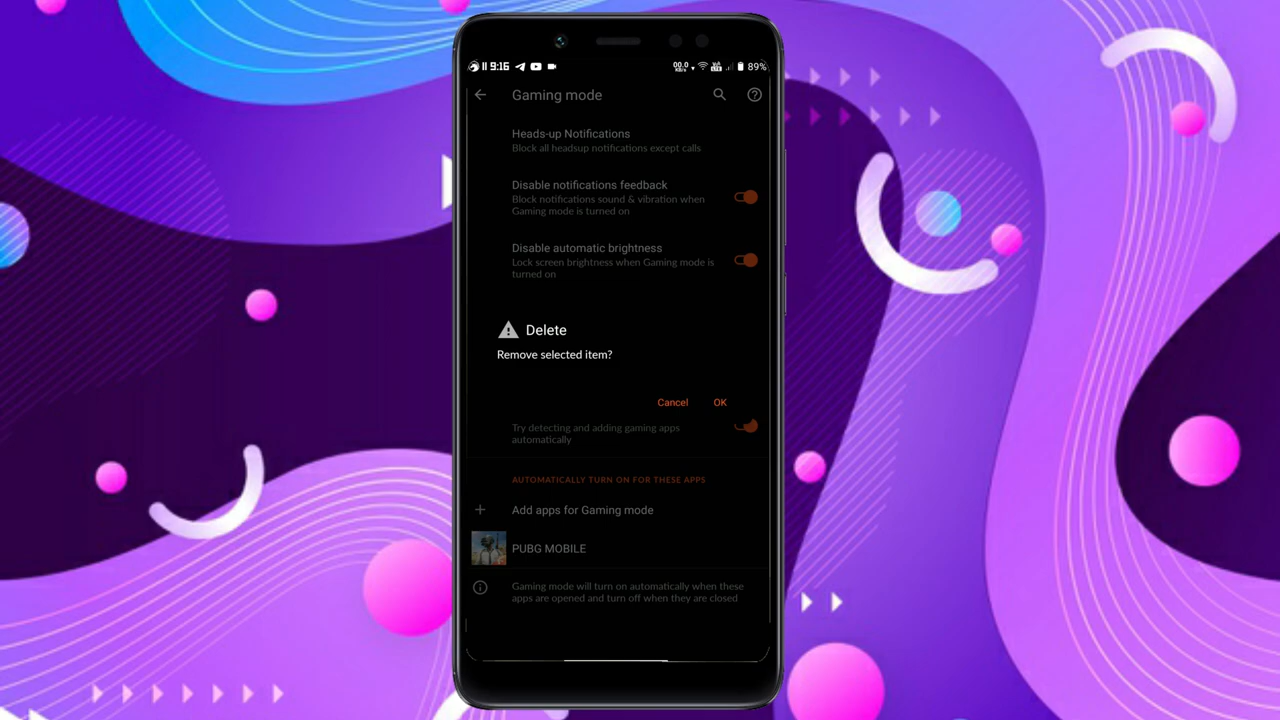 9:16
89%
Gaming mode
Heads-up Notifications
Block all headsup notifications except calls
Disable notifications feedback
Block notifications sound & vibration when
Gaming mode is turned on
Disable automatic brightness
Lock screen brightness when Gaming mode is
turned on
Delete
Remove selected item?
Cancel OK
Try detecting and adding gaming apps
automatically
AUTOMATICALLY TURN ON FOR THESE APPS
Add apps for Gaming mode
PUBG MOBILE
Gaming mode will turn on automatically when these
apps are opened and turn off when they are closed